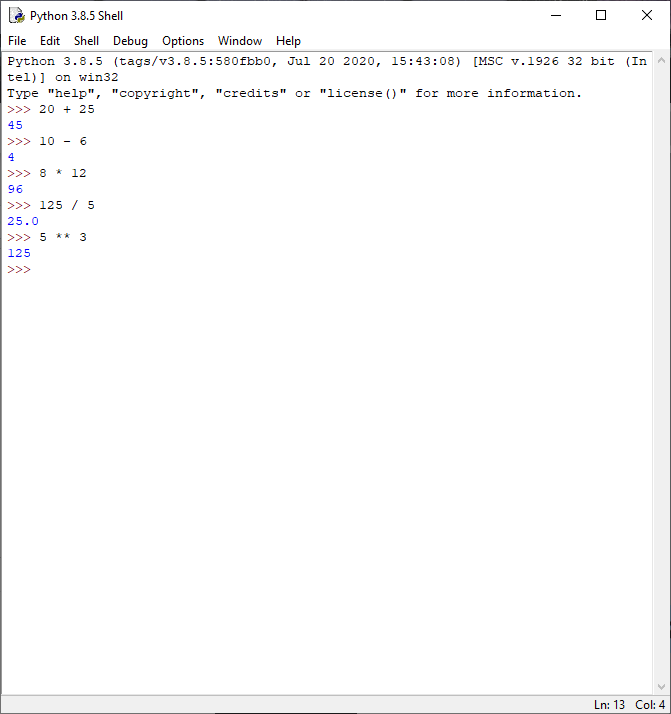 Python 3.8.5 Shell
File Edit Shell Debug Options Window Help
Python 3.8.5 (tags/v3.8.5:580fbb0, Jul 20 2020, 15:43:08) [MSC v.1926 32 bit (In
tel)] on win32
Type "help", "copyright", "credits" or "license()" for more information.
>>> 20 + 25
45
>>> 10 - 6
4
>>> 8 * 12
96
>>> 125 / 5
25.0
>>> 5 ** 3
125
>>>
Ln: 13 Col: 4